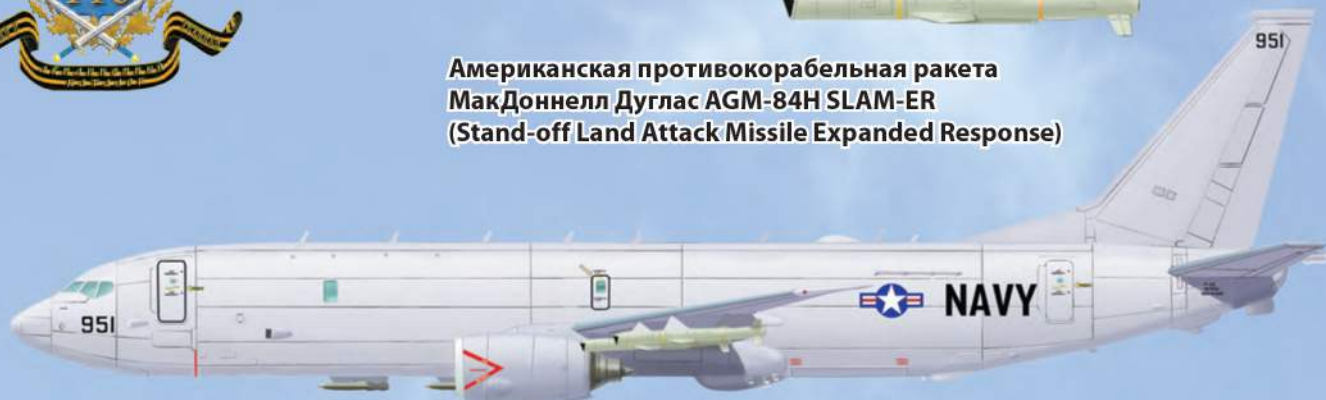 951
Американская противокорабельная ракета
МакДоннелл Дуглас AGM-84H SLAM-ER
(Stand-off Land Attack Missile Expanded Response)
NAVY
951